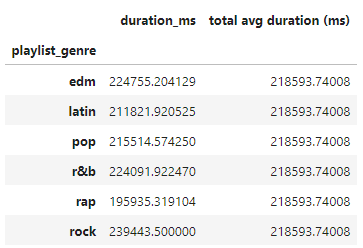 duration_ms total avg duration (ms)
playlist_genre
edm 224755.204129 218593.74008
latin 211821.920525 218593.74008
pop 215514.574250 218593.74008
r&b 224091.922470 218593.74008
rap 195935.319104 218593.74008
rock 239443.500000 218593.74008